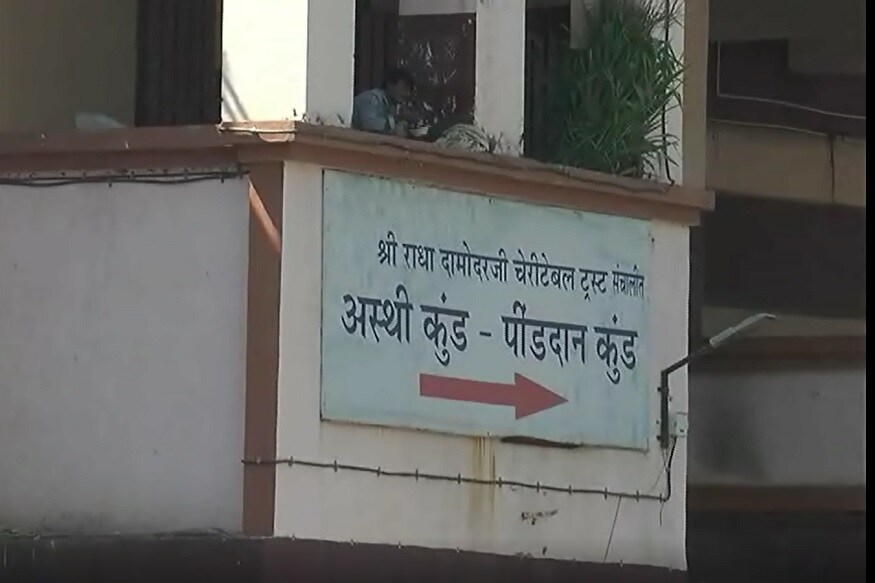 श्री राधा दामोदरजी चेरीटेबल ट्रस्ट संचालीत
अस्थी कुंड - पींडदान कुंड